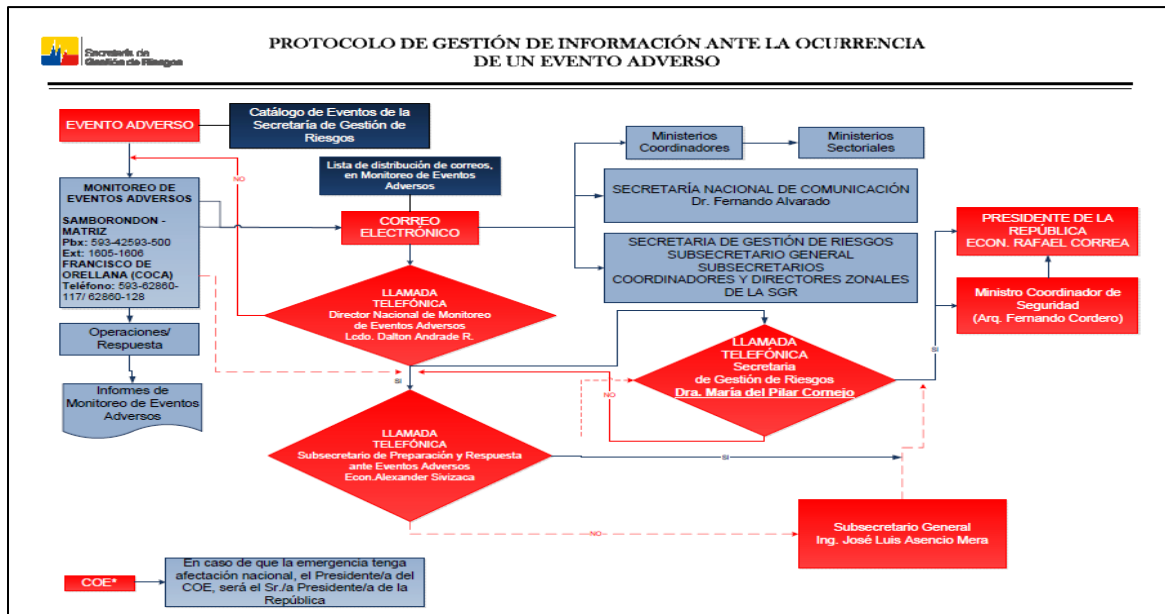 Secretaría de
Gestión de Riesgos
PROTOCOLO DE GESTIÓN DE INFORMACIÓN ANTE LA OCURRENCIA
DE UN EVENTO ADVERSO
EVENTO ADVERSO
Catálogo de Eventos de la
Secretaría de Gestión de
Riesgos
Lista de distribución de correos,
en Monitoreo de Eventos
Adversos
Ministerios
Coordinadores
Ministerios
Sectoriales
NO
MONITOREO DE
EVENTOS ADVERSOS
SAMBORONDON -
MATRIZ
Pbx: 593-42593-500
Ext: 1605-1606
FRANCISCO DE
ORELLANA (COCA)
Teléfono: 593-62860-
117/ 62860-128
CORREO
ELECTRÓNICO
SECRETARÍA NACIONAL DE COMUNICACIÓN
Dr. Fernando Alvarado
SECRETARIA DE GESTIÓN DE RIESGOS
SUBSECRETARIO GENERAL
SUBSECRETARIOS
COORDINADORES Y DIRECTORES ZONALES
DE LA SGR
PRESIDENTE DE LA
REPÚBLICA
ECON. RAFAEL CORREA
Ministro Coordinador de
Seguridad
(Arq. Fernando Cordero)
LLAMADA
TELEFÓNICA
Director Nacional de Monitoreo
de Eventos Adversos
Lcdo. Dalton Andrade R.
Operaciones/
Respuesta
Informes de
Monitoreo de Eventos
Adversos
SI
LLAMADA
TELEFÓNICA
Secretaria
de Gestión de Riesgos
Dra. María del Pilar Cornejo
SI
NO
LLAMADA
TELEFÓNICA
Subsecretario de Preparación y Respuesta
ante Eventos Adversos
Econ.Alexander Sivizaca
SI
NO
Subsecretario General
Ing. José Luis Asencio Mera
COE*
En caso de que la emergencia tenga
afectación nacional, el Presidente/a del
COE, será el Sr./a Presidente/a de la
República